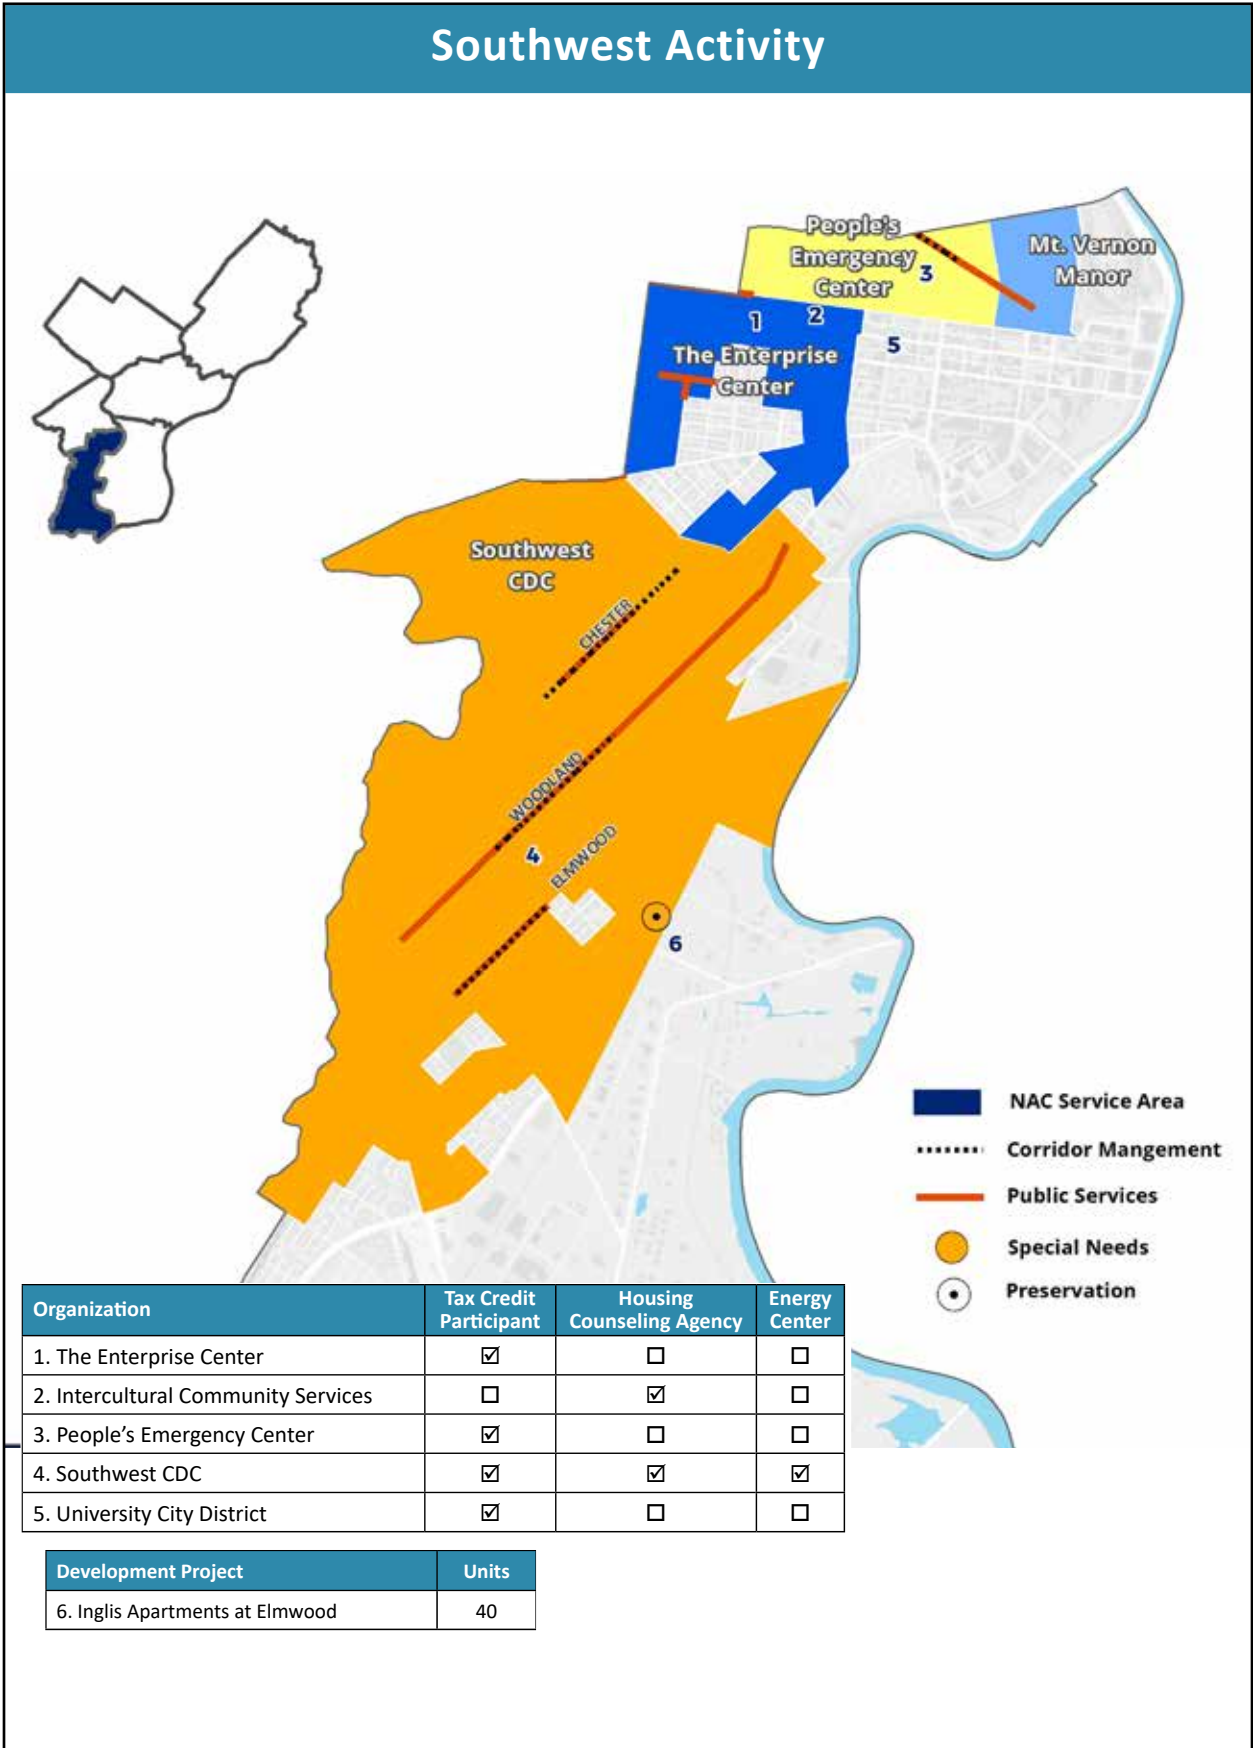 Southwest Activity
People's
Emergency
Center
3
Mt. Vernon
Manor
1
2
5
The Enterprise
Center
Southwest
CDC
CHESTER
WOODLAND
4
ELMWOOD
6
NAC Service Area
Corridor Mangement
Public Services
Special Needs
Preservation
Organization Tax Credit Participant Housing Counseling Agency Energy Center
1. The Enterprise Center ☑ ☐ ☐
2. Intercultural Community Services ☐ ☑ ☐
3. People's Emergency Center ☑ ☐ ☐
4. Southwest CDC ☑ ☑ ☑
5. University City District ☑ ☐ ☐
Development Project Units
6. Inglis Apartments at Elmwood 40